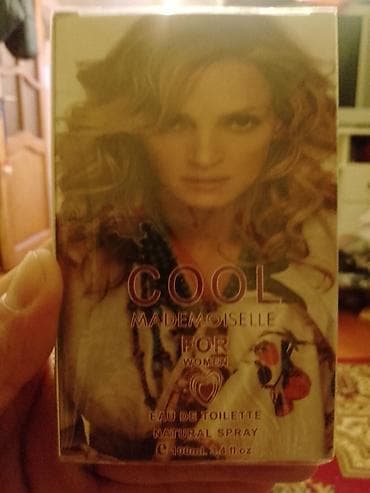 COOL
MADEMOISELLE
FOR
WOMEN
EAU DE TOILETTE
NATURAL SPRAY
e 100ml. 3.4 fl oz